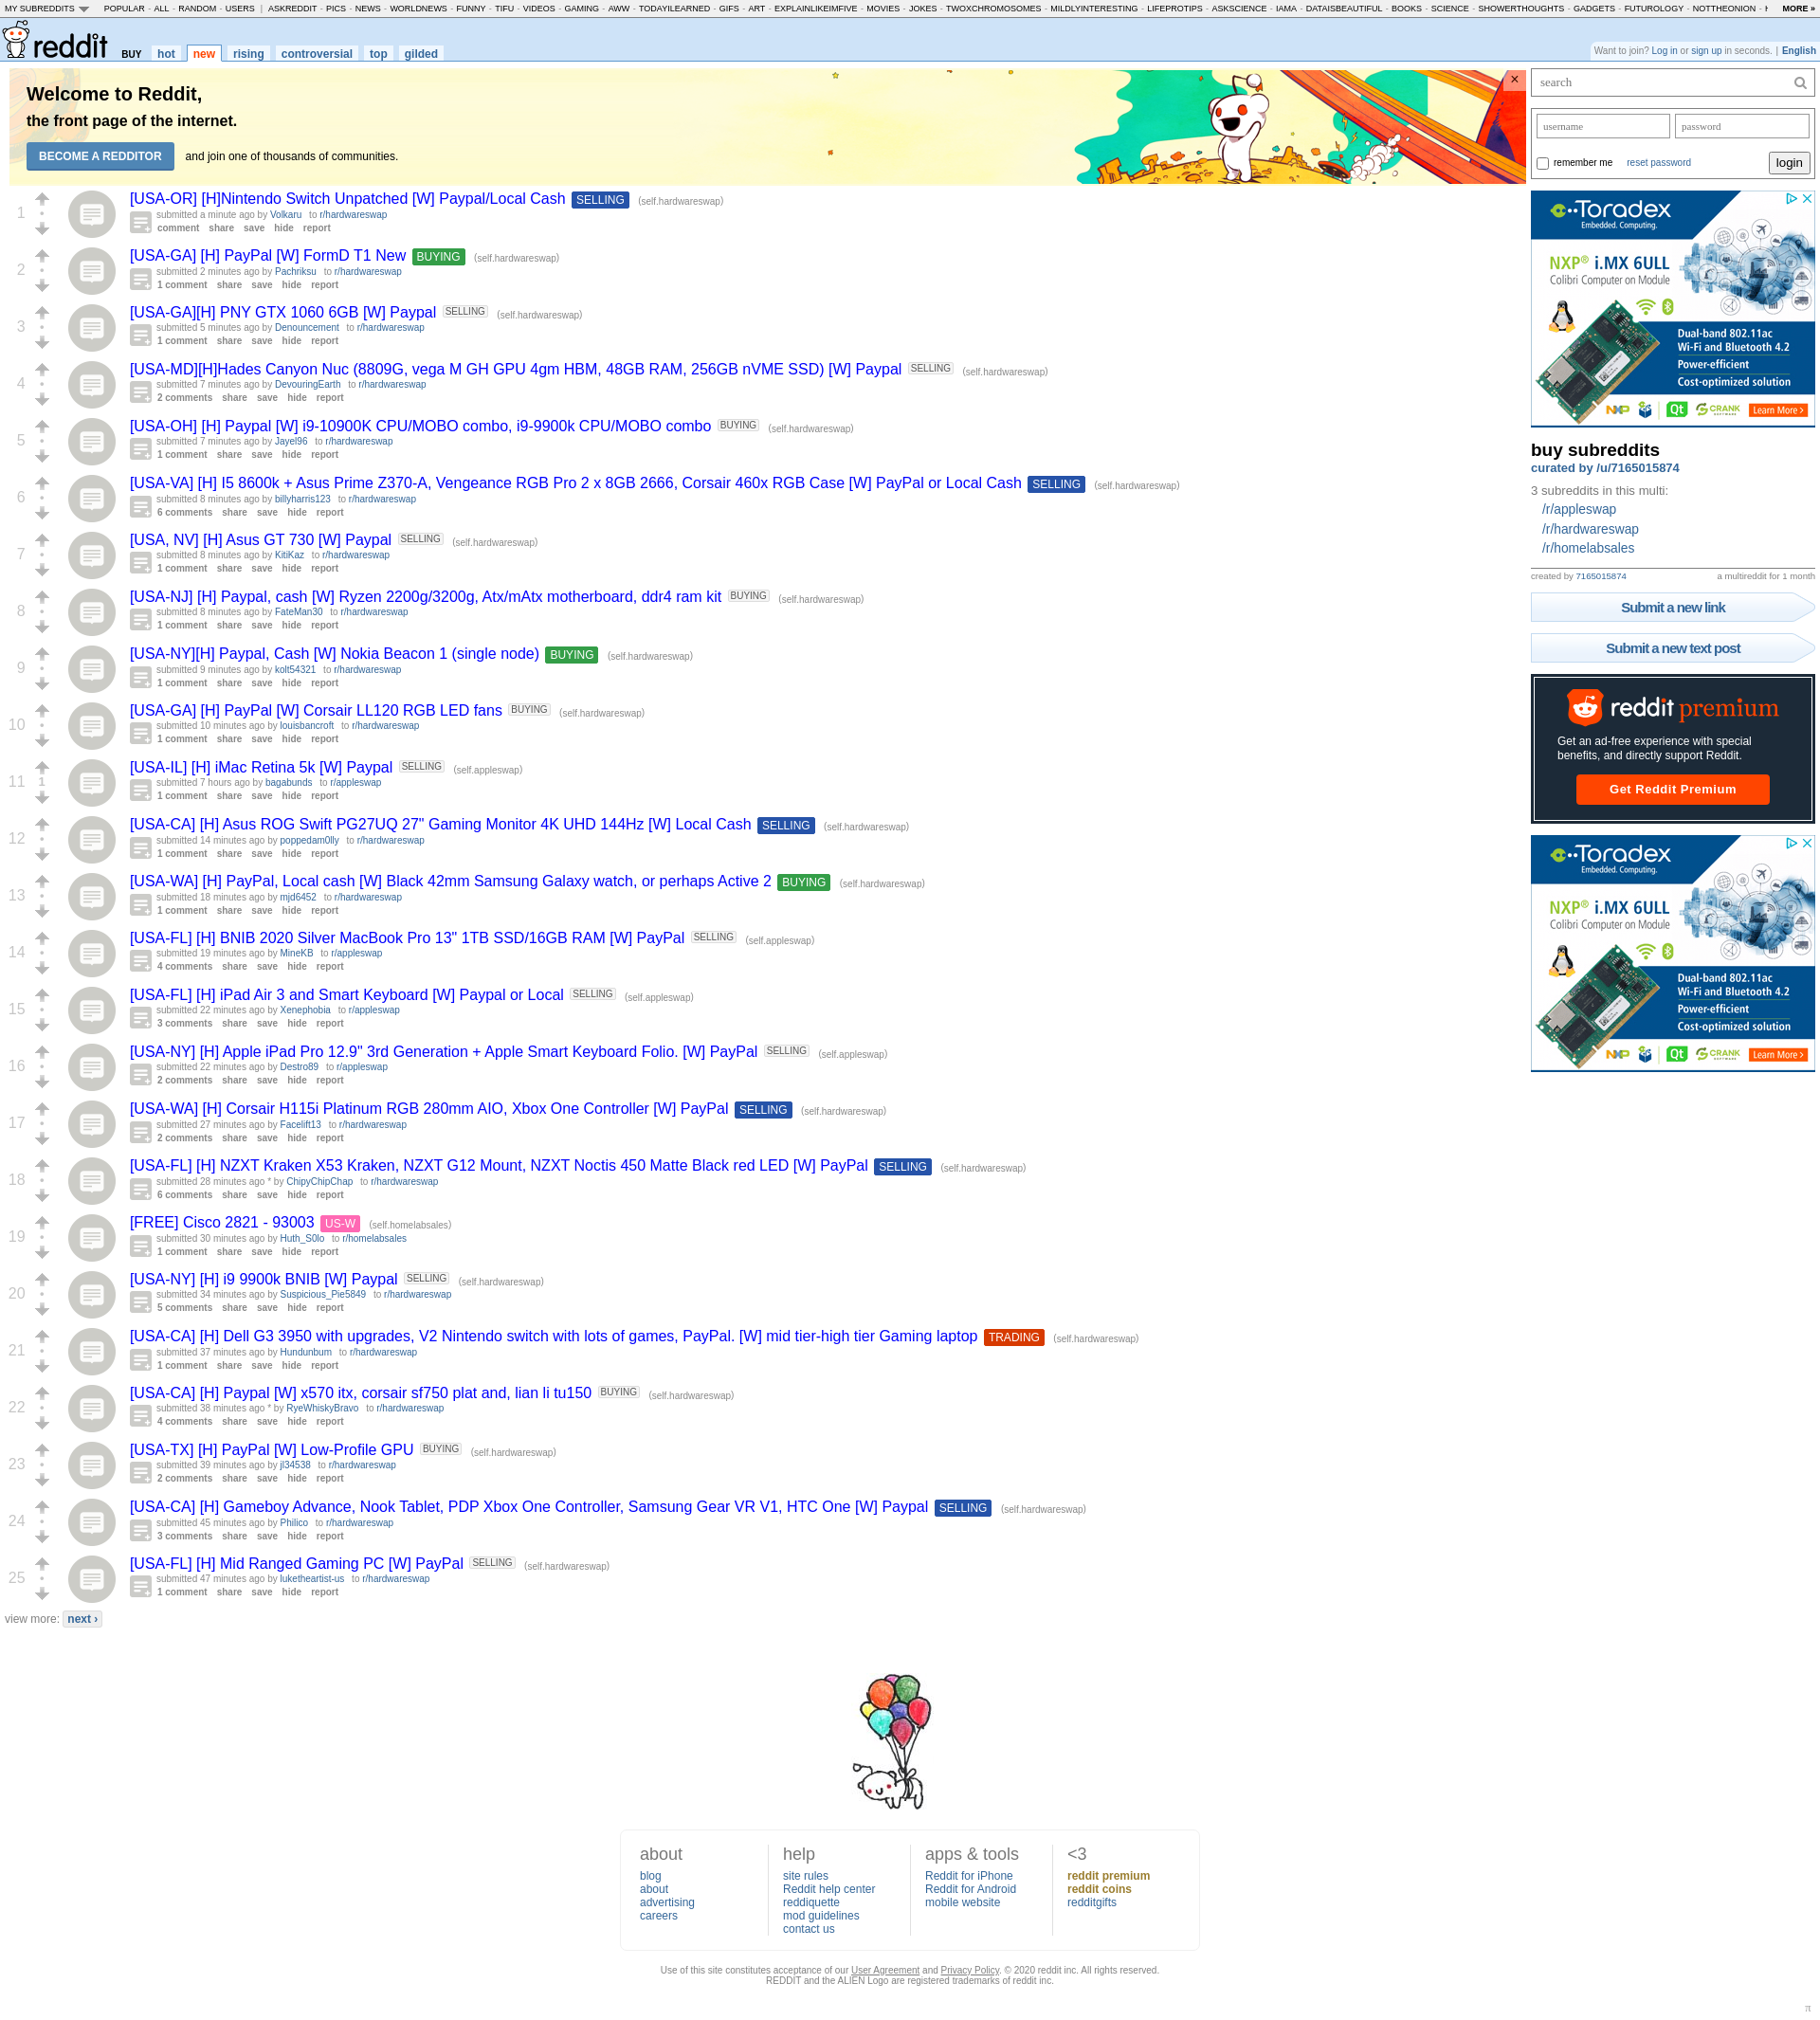 MY SUBREDDITS POPULAR - ALL - RANDOM - USERS | ASKREDDIT - PICS - NEWS - WORLDNEWS - FUNNY - TIFU - VIDEOS - GAMING - AWW - TODAYILEARNED - GIFS - ART - EXPLAINLIKEIMFIVE - MOVIES - JOKES - TWOXCHROMOSOMES - MILDLYINTERESTING - LIFEPROTIPS - ASKSCIENCE - IAMA - DATAISBEAUTIFUL - BOOKS - SCIENCE - SHOWERTHOUGHTS - GADGETS - FUTUROLOGY - NOTTHEONION - MORE »
reddit BUY hot new rising controversial top gilded
Want to join? Log in or sign up in seconds. | English
Welcome to Reddit,
the front page of the internet.
BECOME A REDDITOR and join one of thousands of communities.
×
1
[USA-OR] [H]Nintendo Switch Unpatched [W] Paypal/Local Cash SELLING (self.hardwareswap)
submitted a minute ago by Volkaru to r/hardwareswap
comment share save hide report
2
[USA-GA] [H] PayPal [W] FormD T1 New BUYING (self.hardwareswap)
submitted 2 minutes ago by Pachriksu to r/hardwareswap
1 comment share save hide report
3
[USA-GA][H] PNY GTX 1060 6GB [W] Paypal SELLING (self.hardwareswap)
submitted 5 minutes ago by Denouncement to r/hardwareswap
1 comment share save hide report
4
[USA-MD][H]Hades Canyon Nuc (8809G, vega M GH GPU 4gm HBM, 48GB RAM, 256GB nVME SSD) [W] Paypal SELLING (self.hardwareswap)
submitted 7 minutes ago by DevouringEarth to r/hardwareswap
2 comments share save hide report
5
[USA-OH] [H] Paypal [W] i9-10900K CPU/MOBO combo, i9-9900k CPU/MOBO combo BUYING (self.hardwareswap)
submitted 7 minutes ago by Jayel96 to r/hardwareswap
1 comment share save hide report
6
[USA-VA] [H] I5 8600k + Asus Prime Z370-A, Vengeance RGB Pro 2 x 8GB 2666, Corsair 460x RGB Case [W] PayPal or Local Cash SELLING (self.hardwareswap)
submitted 8 minutes ago by billyharris123 to r/hardwareswap
6 comments share save hide report
7
[USA, NV] [H] Asus GT 730 [W] Paypal SELLING (self.hardwareswap)
submitted 8 minutes ago by KitiKaz to r/hardwareswap
1 comment share save hide report
8
[USA-NJ] [H] Paypal, cash [W] Ryzen 2200g/3200g, Atx/mAtx motherboard, ddr4 ram kit BUYING (self.hardwareswap)
submitted 8 minutes ago by FateMan30 to r/hardwareswap
1 comment share save hide report
9
[USA-NY][H] Paypal, Cash [W] Nokia Beacon 1 (single node) BUYING (self.hardwareswap)
submitted 9 minutes ago by kolt54321 to r/hardwareswap
1 comment share save hide report
10
[USA-GA] [H] PayPal [W] Corsair LL120 RGB LED fans BUYING (self.hardwareswap)
submitted 10 minutes ago by louisbancroft to r/hardwareswap
1 comment share save hide report
11 1
[USA-IL] [H] iMac Retina 5k [W] Paypal SELLING (self.appleswap)
submitted 7 hours ago by bagabunds to r/appleswap
1 comment share save hide report
12
[USA-CA] [H] Asus ROG Swift PG27UQ 27" Gaming Monitor 4K UHD 144Hz [W] Local Cash SELLING (self.hardwareswap)
submitted 14 minutes ago by poppedam0lly to r/hardwareswap
1 comment share save hide report
13
[USA-WA] [H] PayPal, Local cash [W] Black 42mm Samsung Galaxy watch, or perhaps Active 2 BUYING (self.hardwareswap)
submitted 18 minutes ago by mjd6452 to r/hardwareswap
1 comment share save hide report
14
[USA-FL] [H] BNIB 2020 Silver MacBook Pro 13" 1TB SSD/16GB RAM [W] PayPal SELLING (self.appleswap)
submitted 19 minutes ago by MineKB to r/appleswap
4 comments share save hide report
15
[USA-FL] [H] iPad Air 3 and Smart Keyboard [W] Paypal or Local SELLING (self.appleswap)
submitted 22 minutes ago by Xenephobia to r/appleswap
3 comments share save hide report
16
[USA-NY] [H] Apple iPad Pro 12.9" 3rd Generation + Apple Smart Keyboard Folio. [W] PayPal SELLING (self.appleswap)
submitted 22 minutes ago by Destro89 to r/appleswap
2 comments share save hide report
17
[USA-WA] [H] Corsair H115i Platinum RGB 280mm AIO, Xbox One Controller [W] PayPal SELLING (self.hardwareswap)
submitted 27 minutes ago by Facelift13 to r/hardwareswap
2 comments share save hide report
18
[USA-FL] [H] NZXT Kraken X53 Kraken, NZXT G12 Mount, NZXT Noctis 450 Matte Black red LED [W] PayPal SELLING (self.hardwareswap)
submitted 28 minutes ago * by ChipyChipChap to r/hardwareswap
6 comments share save hide report
19
[FREE] Cisco 2821 - 93003 US-W (self.homelabsales)
submitted 30 minutes ago by Huth_S0lo to r/homelabsales
1 comment share save hide report
20
[USA-NY] [H] i9 9900k BNIB [W] Paypal SELLING (self.hardwareswap)
submitted 34 minutes ago by Suspicious_Pie5849 to r/hardwareswap
5 comments share save hide report
21
[USA-CA] [H] Dell G3 3950 with upgrades, V2 Nintendo switch with lots of games, PayPal. [W] mid tier-high tier Gaming laptop TRADING (self.hardwareswap)
submitted 37 minutes ago by Hundunbum to r/hardwareswap
1 comment share save hide report
22
[USA-CA] [H] Paypal [W] x570 itx, corsair sf750 plat and, lian li tu150 BUYING (self.hardwareswap)
submitted 38 minutes ago * by RyeWhiskyBravo to r/hardwareswap
4 comments share save hide report
23
[USA-TX] [H] PayPal [W] Low-Profile GPU BUYING (self.hardwareswap)
submitted 39 minutes ago by jl34538 to r/hardwareswap
2 comments share save hide report
24
[USA-CA] [H] Gameboy Advance, Nook Tablet, PDP Xbox One Controller, Samsung Gear VR V1, HTC One [W] Paypal SELLING (self.hardwareswap)
submitted 45 minutes ago by Philico to r/hardwareswap
3 comments share save hide report
25
[USA-FL] [H] Mid Ranged Gaming PC [W] PayPal SELLING (self.hardwareswap)
submitted 47 minutes ago by luketheartist-us to r/hardwareswap
1 comment share save hide report
view more: next ›
search
username password
remember me reset password login
Toradex
Embedded. Computing.
NXP® i.MX 6ULL
Colibri Computer on Module
Dual-band 802.11ac
Wi-Fi and Bluetooth 4.2
Power-efficient
Cost-optimized solution
NXP Qt CRANK SOFTWARE Learn More >
buy subreddits
curated by /u/7165015874
3 subreddits in this multi:
/r/appleswap
/r/hardwareswap
/r/homelabsales
created by 7165015874 a multireddit for 1 month
Submit a new link
Submit a new text post
reddit premium
Get an ad-free experience with special
benefits, and directly support Reddit.
Get Reddit Premium
Toradex
Embedded. Computing.
NXP® i.MX 6ULL
Colibri Computer on Module
Dual-band 802.11ac
Wi-Fi and Bluetooth 4.2
Power-efficient
Cost-optimized solution
NXP Qt CRANK SOFTWARE Learn More >
about
blog
about
advertising
careers
help
site rules
Reddit help center
reddiquette
mod guidelines
contact us
apps & tools
Reddit for iPhone
Reddit for Android
mobile website
<3
reddit premium
reddit coins
redditgifts
Use of this site constitutes acceptance of our User Agreement and Privacy Policy. © 2020 reddit inc. All rights reserved.
REDDIT and the ALIEN Logo are registered trademarks of reddit inc.
π